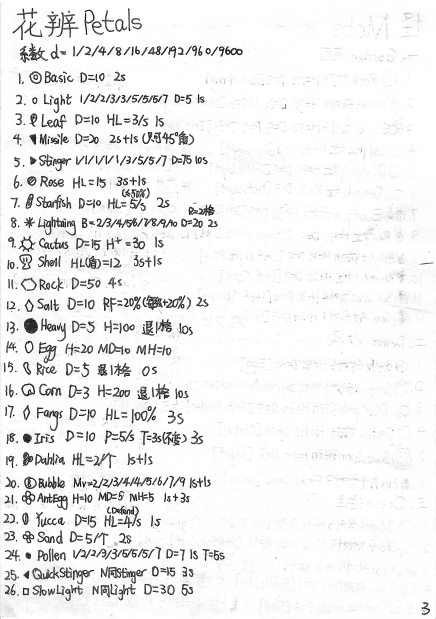 花辨 Petals
系数 d=1/2/4/8/16/48/192/960/9600
1. Basic D=10 2s
2. Light 1/2/2/3/3/5/5/5/7 D=5 1s
3. Leaf D=10 HL=3/s 1s
4. Missile D=20 2s+1s (只可45°角)
5. Stinger 1/1/1/1/1/3/5/5/7 D=75 10s
6. Rose HL=15 3s+1s
7. Starfish D=10 HL=5/s (≤50%) 2s
8. Lightning B=2/3/4/5/6/7/8/9/10 D=20 2s R=2格
9. Cactus D=15 H+=30 1s
10. Shell HL(盾)=12 3s+1s
11. Rock D=50 4s
12. Salt D=10 RF=20%(每数+20%) 2s
13. Heavy D=5 H=100 退1格 10s
14. Egg H=20 MD=10 MH=10
15. Rice D=5 退1格 0s
16. Corn D=3 H=200 退1格 10s
17. Fangs D=10 HL=100% 3s
18. Iris D=10 P=5/s T=3s 3s
19. Dahlia HL=2/个 1s+1s
20. Bubble Mv=2/2/3/4/4/5/6/7/9 1s+1s
21. AntEgg H=10 MD=5 MH=5 1s+3s
22. Yucca D=15 HL=4/s (Defend) 1s
23. Sand D=5/个 2s
24. Pollen 1/2/2/3/3/5/5/5/7 D=7 1s T=5s
25. QuickStinger N同Stinger D=15 3s
26. SlowLight N同Light D=30 5s
3